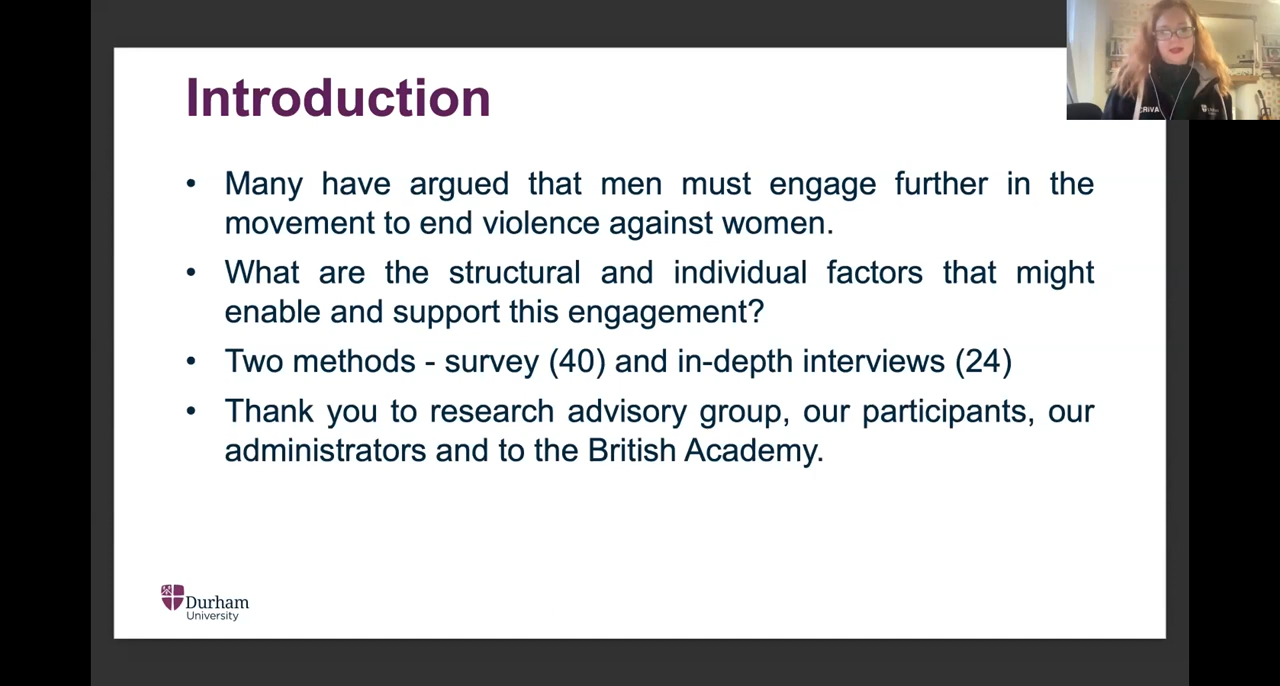 Introduction
• Many have argued that men must engage further in the
movement to end violence against women.
• What are the structural and individual factors that might
enable and support this engagement?
• Two methods - survey (40) and in-depth interviews (24)
• Thank you to research advisory group, our participants, our
administrators and to the British Academy.
Durham
University